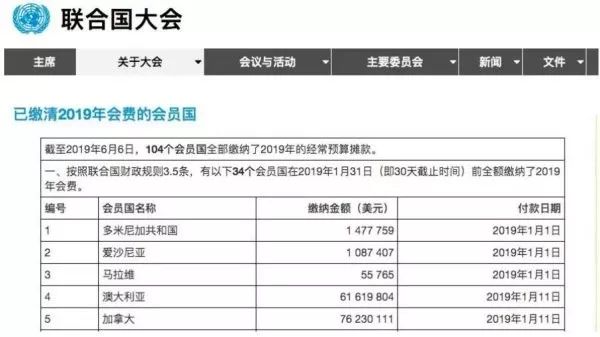 联合国大会
主席 关于大会 会议与活动 主要委员会 新闻 文件
已缴清2019年会费的会员国
截至2019年6月6日，104个会员国全部缴纳了2019年的经常预算摊款。
一、按照联合国财政规则3.5条，有以下34个会员国在2019年1月31日（即30天截止时间）前全额缴纳了2019
年会费。
编号 会员国名称 缴纳金额（美元） 付款日期
1 多米尼加共和国 1 477 759 2019年1月1日
2 爱沙尼亚 1 087 407 2019年1月1日
3 马拉维 55 765 2019年1月1日
4 澳大利亚 61 619 804 2019年1月11日
5 加拿大 76 230 111 2019年1月11日